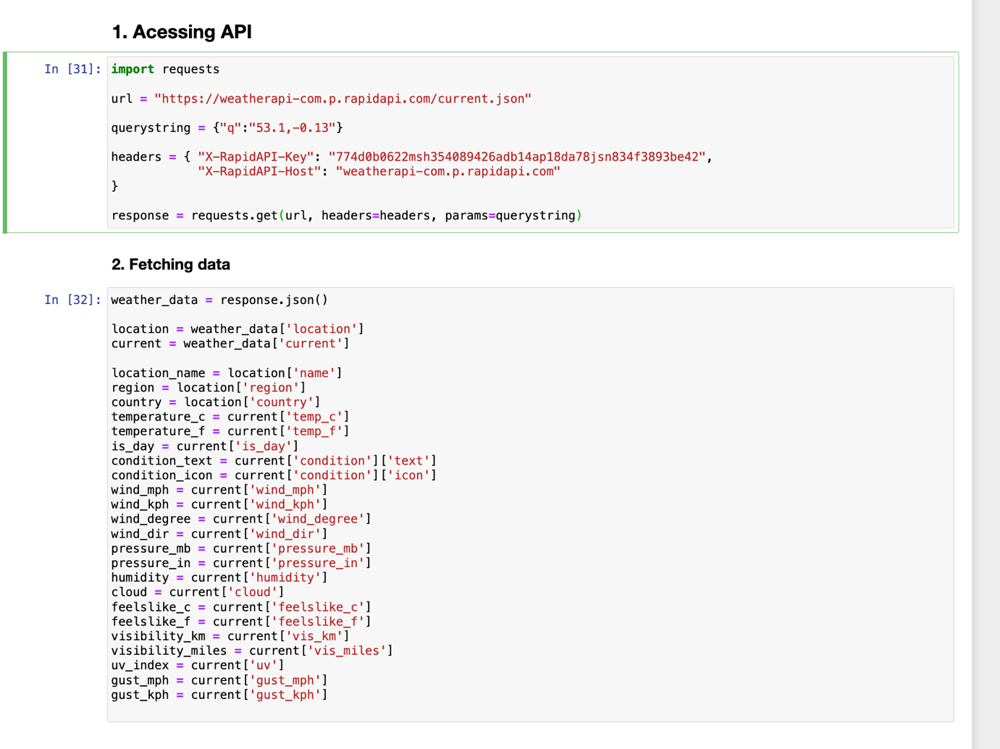 1. Acessing API
In [31]:
import requests
url = "https://weatherapi-com.p.rapidapi.com/current.json"
querystring = {"q":"53.1,-0.13"}
headers = { "X-RapidAPI-Key": "774d0b0622msh354089426adb14ap18da78jsn834f3893be42",
"X-RapidAPI-Host": "weatherapi-com.p.rapidapi.com"
}
response = requests.get(url, headers=headers, params=querystring)
2. Fetching data
In [32]:
weather_data = response.json()
location = weather_data['location']
current = weather_data['current']
location_name = location['name']
region = location['region']
country = location['country']
temperature_c = current['temp_c']
temperature_f = current['temp_f']
is_day = current['is_day']
condition_text = current['condition']['text']
condition_icon = current['condition']['icon']
wind_mph = current['wind_mph']
wind_kph = current['wind_kph']
wind_degree = current['wind_degree']
wind_dir = current['wind_dir']
pressure_mb = current['pressure_mb']
pressure_in = current['pressure_in']
humidity = current['humidity']
cloud = current['cloud']
feelslike_c = current['feelslike_c']
feelslike_f = current['feelslike_f']
visibility_km = current['vis_km']
visibility_miles = current['vis_miles']
uv_index = current['uv']
gust_mph = current['gust_mph']
gust_kph = current['gust_kph']